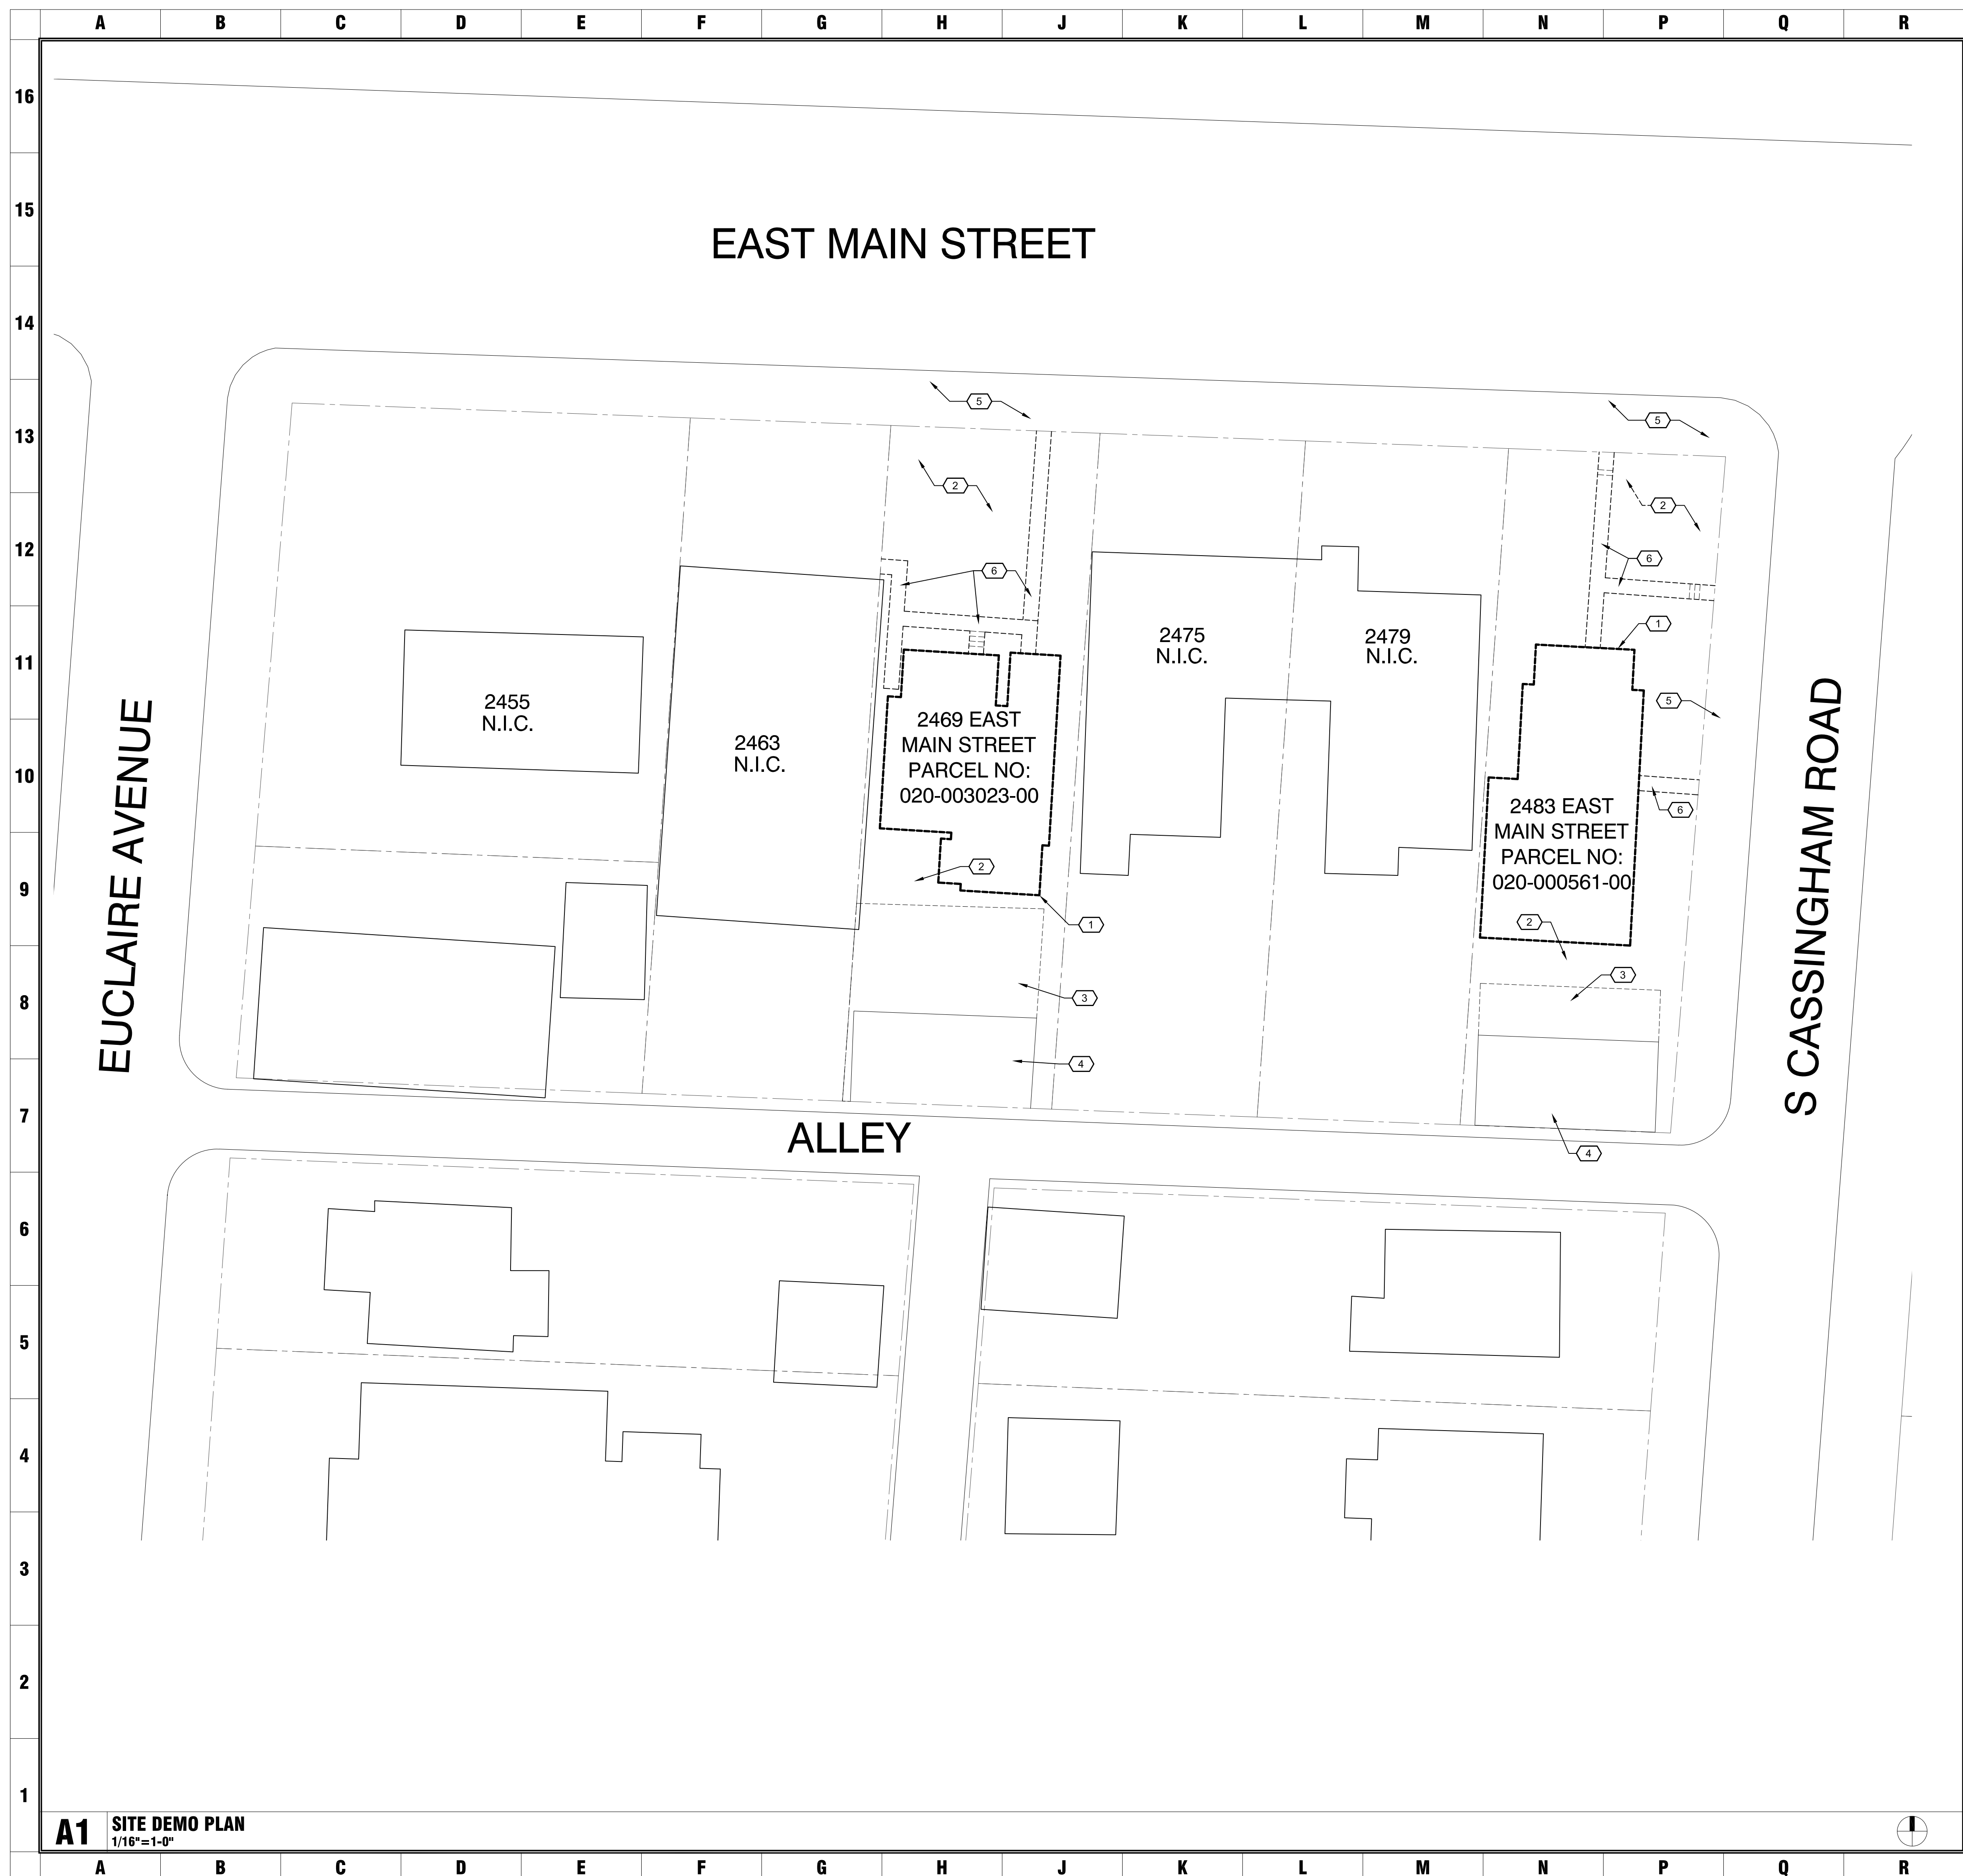 A B C D E F G H J K L M N P Q R
16
15
EAST MAIN STREET
14
5
5
13
2
2
12
6
6
1
2475
N.I.C.
2479
N.I.C.
11
2455
N.I.C.
5
2469 EAST
MAIN STREET
PARCEL NO:
020-003023-00
2463
N.I.C.
10
6
2483 EAST
MAIN STREET
PARCEL NO:
020-000561-00
EUCLAIRE AVENUE
S CASSINGHAM ROAD
2
9
1
2
3
3
8
4
7
ALLEY
4
6
5
4
3
2
1
A1
SITE DEMO PLAN
1/16"=1-0"
A B C D E F G H J K L M N P Q R